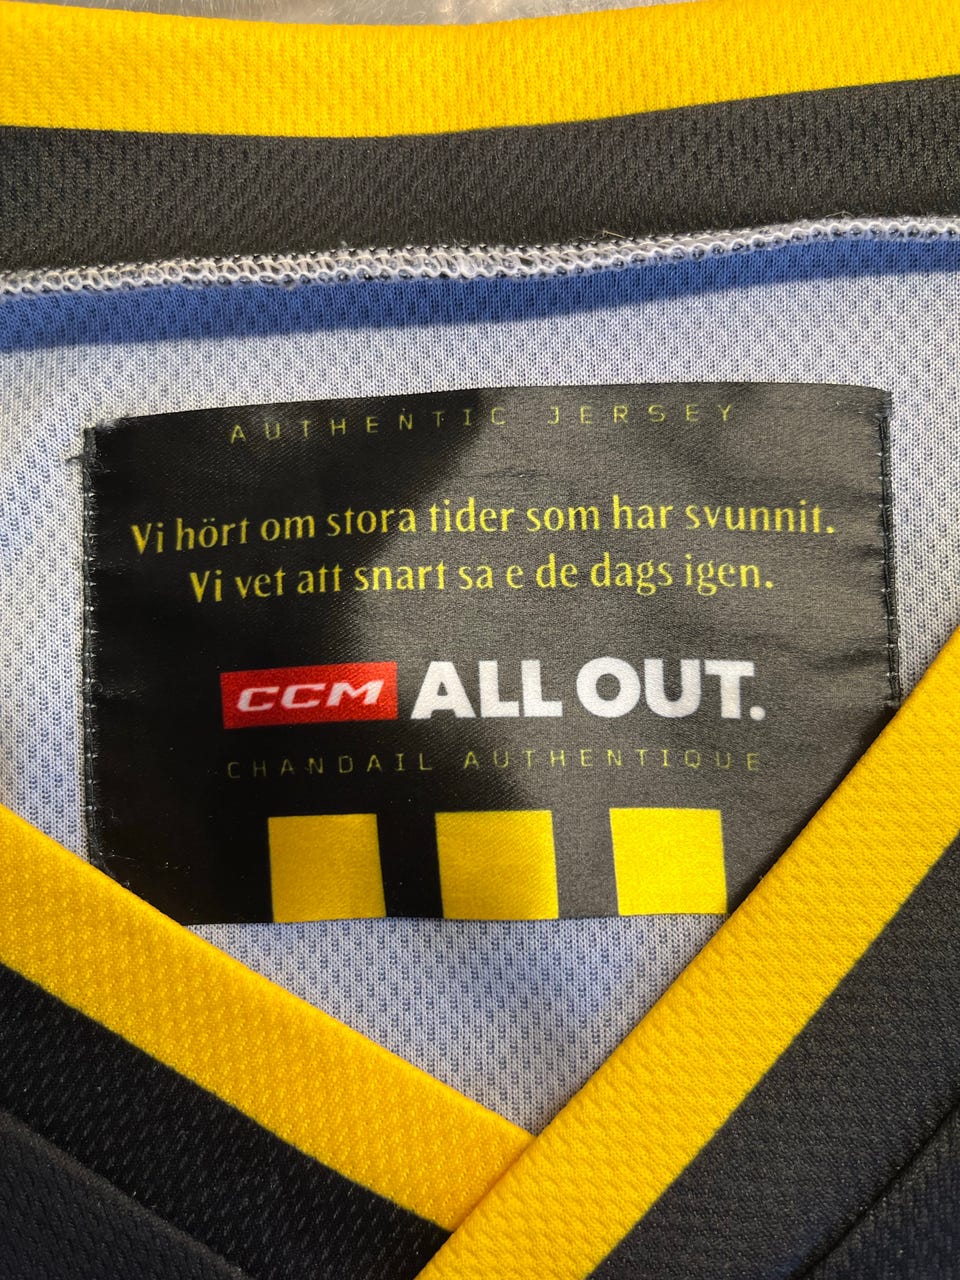 AUTHENTIC JERSEY
Vi hört om stora tider som har svunnit.
Vi vet att snart sa e de dags igen.
CCM ALL OUT.
CHANDAIL AUTHENTIQUE